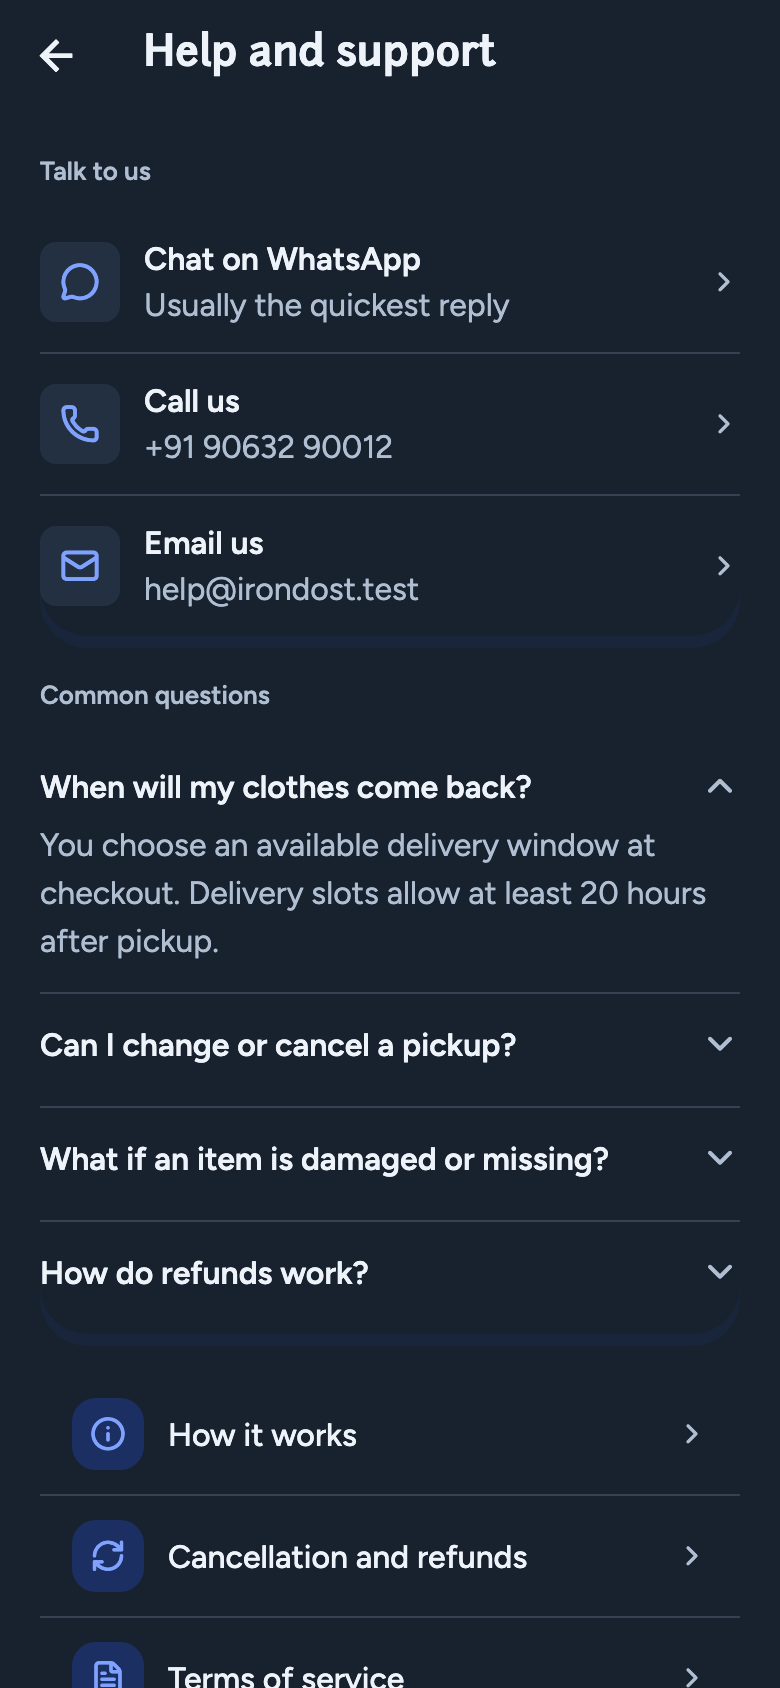 Help and support
Talk to us
Chat on WhatsApp
Usually the quickest reply
Call us
+91 90632 90012
Email us
help@irondost.test
Common questions
When will my clothes come back?
You choose an available delivery window at
checkout. Delivery slots allow at least 20 hours
after pickup.
Can I change or cancel a pickup?
What if an item is damaged or missing?
How do refunds work?
How it works
Cancellation and refunds
Terms of service